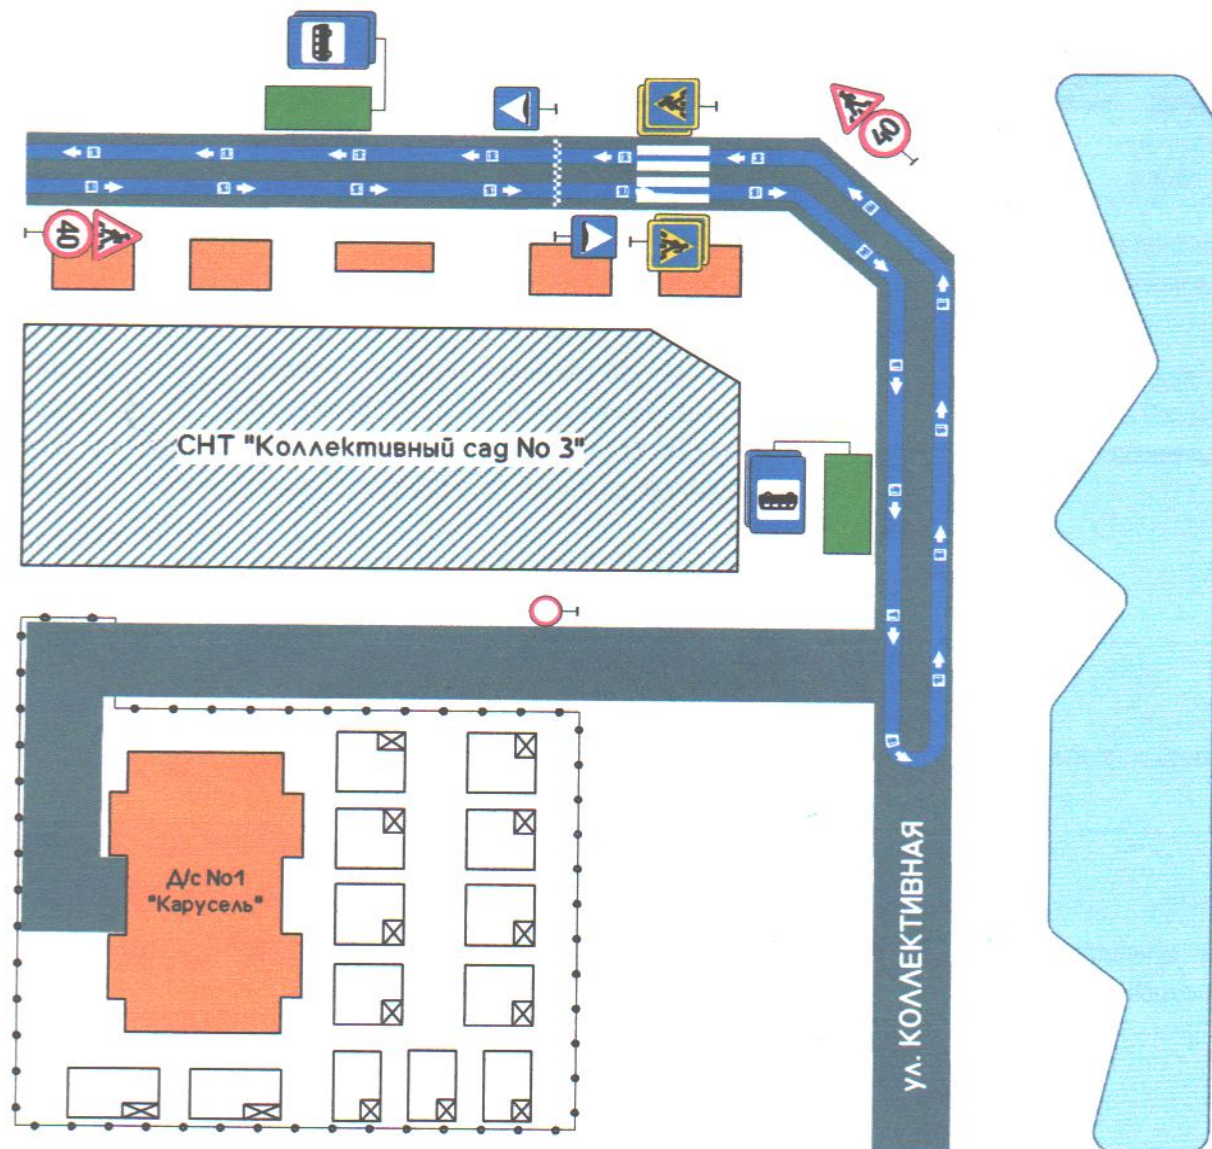 40
40
СНТ "Коллективный сад No 3"
Д/с No1
"Карусель"
ул. КОЛЛЕКТИВНАЯ